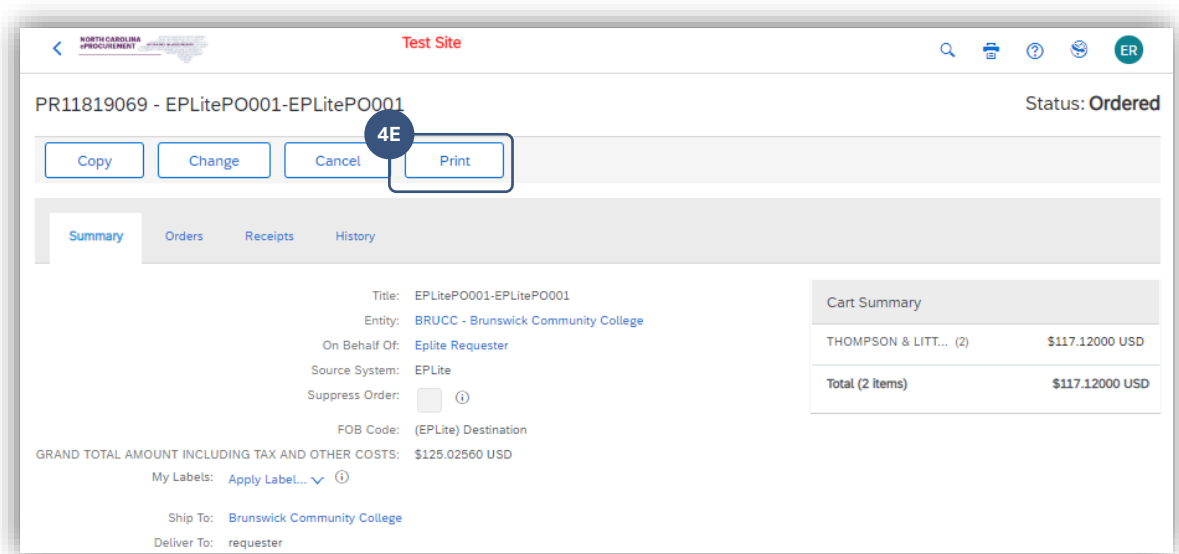 NORTH CAROLINA
ePROCUREMENT
Test Site
ER
PR11819069 - EPLitePO001-EPLitePO001
Status: Ordered
4E
Copy Change Cancel Print
Summary Orders Receipts History
Title: EPLitePO001-EPLitePO001
Entity: BRUCC - Brunswick Community College
On Behalf Of: Eplite Requester
Source System: EPLite
Suppress Order:
FOB Code: (EPLite) Destination
GRAND TOTAL AMOUNT INCLUDING TAX AND OTHER COSTS: $125.02560 USD
My Labels: Apply Label...
Ship To: Brunswick Community College
Deliver To: requester
Cart Summary
THOMPSON & LITT... (2) $117.12000 USD
Total (2 items) $117.12000 USD